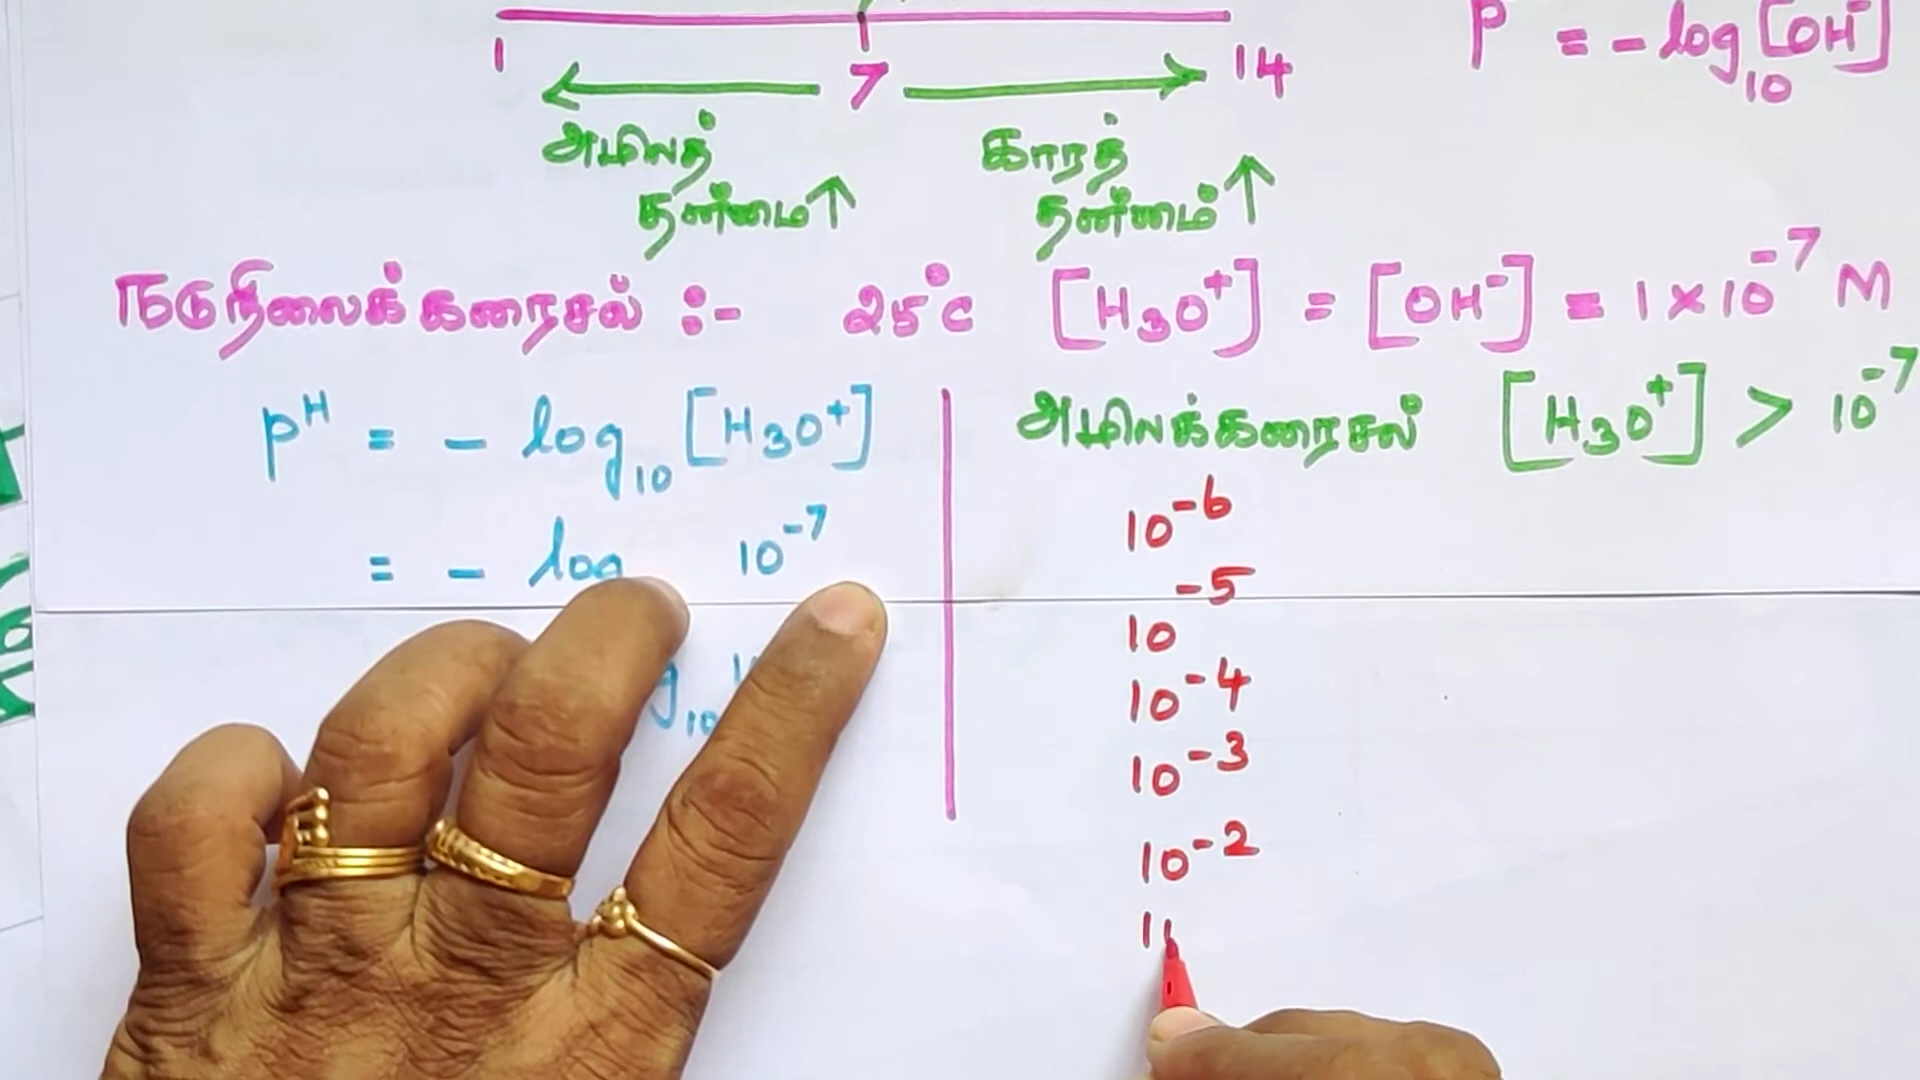 1 7 14
P = - log₁₀ [OH⁻]
அமிலத்
தன்மை ↑
காரத்
தன்மை ↑
நடுநிலைக்கரைசல் :- 25°C [H₃O⁺] = [OH⁻] = 1 × 10⁻⁷ M
pᴴ = - log₁₀ [H₃O⁺]
= - log 10⁻⁷
அமிலக்கரைசல் [H₃O⁺] > 10⁻⁷
10⁻⁶
10⁻⁵
10⁻⁴
10⁻³
10⁻²